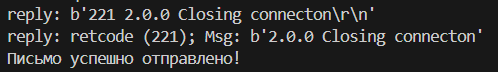 reply: b'221 2.0.0 Closing connecton\r\n'
reply: retcode (221); Msg: b'2.0.0 Closing connecton'
Письмо успешно отправлено!